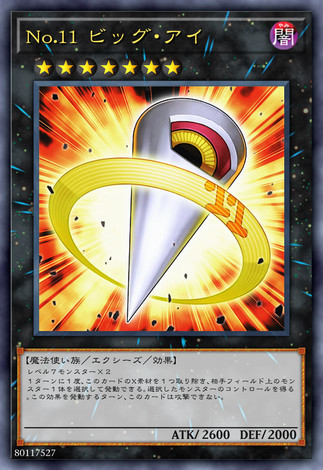 No.11 ビッグ・アイ
やみ
闇
11
【魔法使い族／エクシーズ／効果】
レベル７モンスター×２
１ターンに１度、このカードのX素材を１つ取り除き、相手フィールド上のモン
スター１体を選択して発動できる。選択したモンスターのコントロールを得る
。この効果を発動するターン、このカードは攻撃できない。
ATK/ 2600 DEF/ 2000
80117527